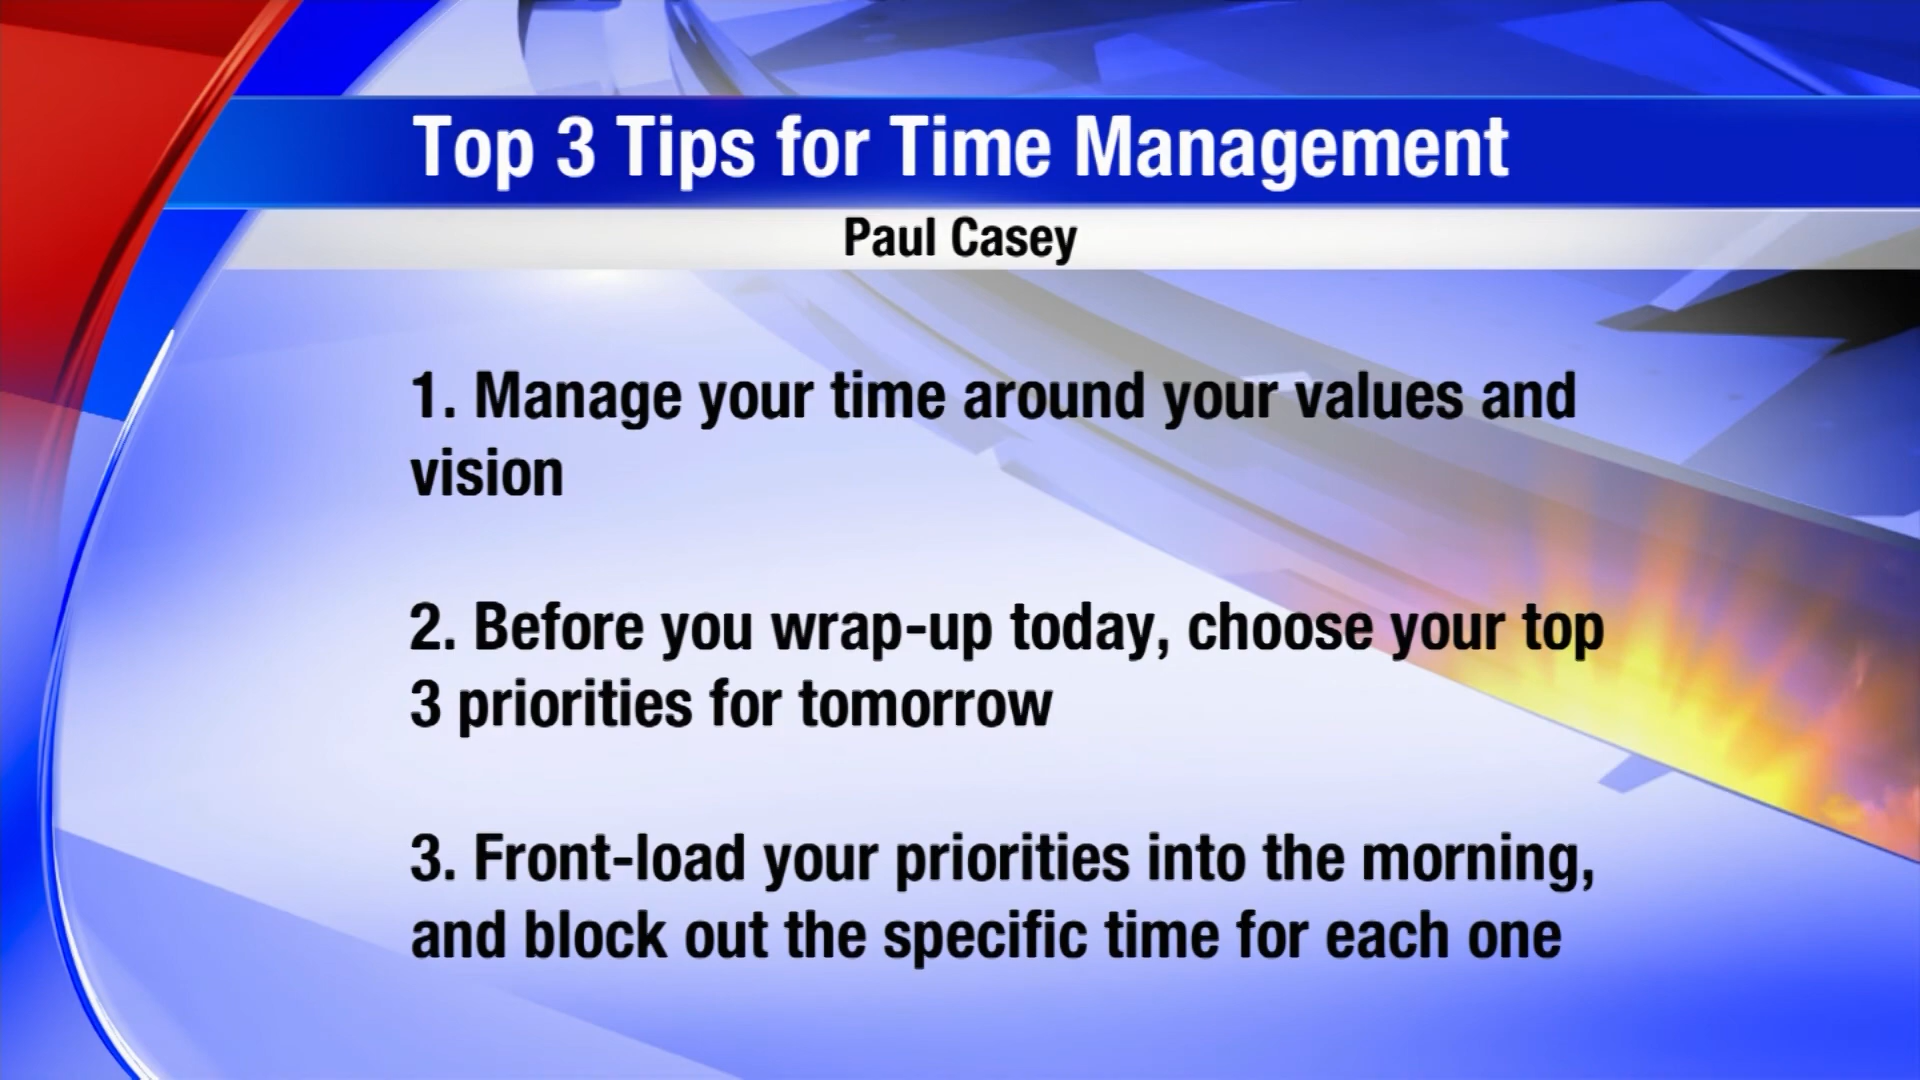 Top 3 Tips for Time Management
Paul Casey
1. Manage your time around your values and
vision
2. Before you wrap-up today, choose your top
3 priorities for tomorrow
3. Front-load your priorities into the morning,
and block out the specific time for each one